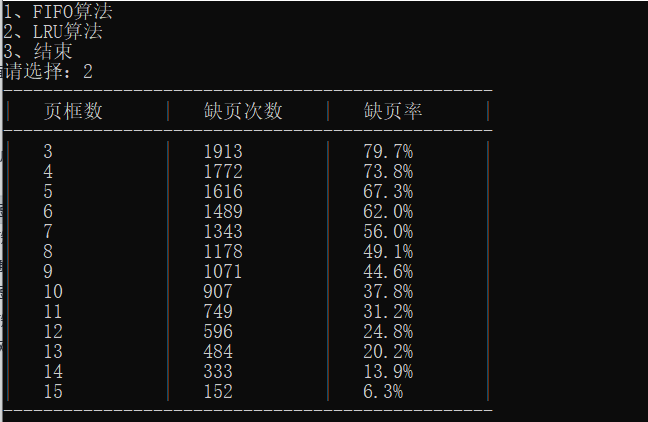 1、FIFO算法
2、LRU算法
3、结束
请选择：2
--------------------------------------------------
|   页框数   |   缺页次数   |   缺页率   |
--------------------------------------------------
|   3   |   1913   |   79.7%   |
|   4   |   1772   |   73.8%   |
|   5   |   1616   |   67.3%   |
|   6   |   1489   |   62.0%   |
|   7   |   1343   |   56.0%   |
|   8   |   1178   |   49.1%   |
|   9   |   1071   |   44.6%   |
|   10   |   907   |   37.8%   |
|   11   |   749   |   31.2%   |
|   12   |   596   |   24.8%   |
|   13   |   484   |   20.2%   |
|   14   |   333   |   13.9%   |
|   15   |   152   |   6.3%   |
--------------------------------------------------